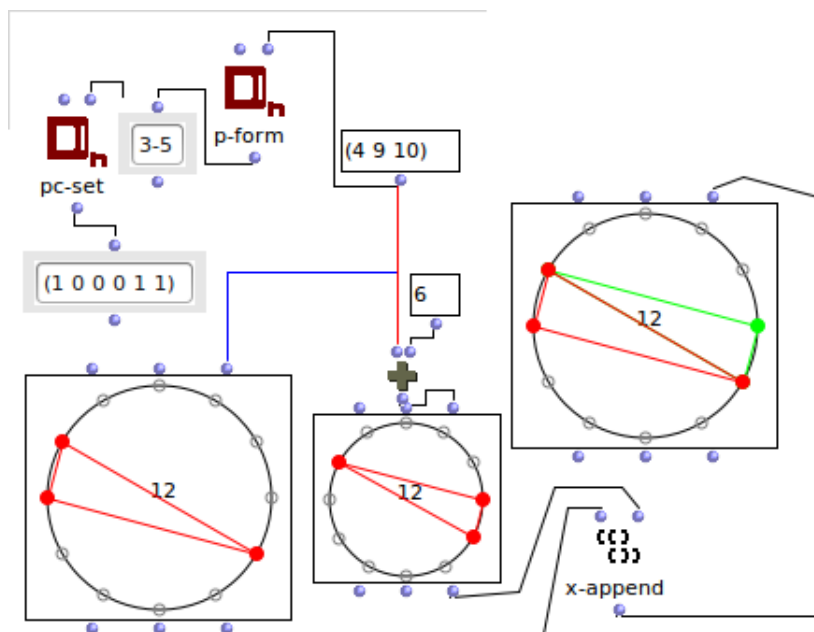 p-form
3-5
(4 9 10)
pc-set
(1 0 0 0 1 1)
6
12
12
12
x-append